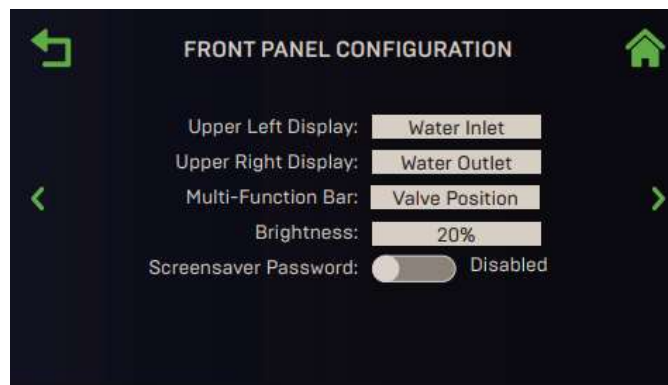 FRONT PANEL CONFIGURATION
Upper Left Display: Water Inlet
Upper Right Display: Water Outlet
Multi-Function Bar: Valve Position
Brightness: 20%
Screensaver Password: Disabled